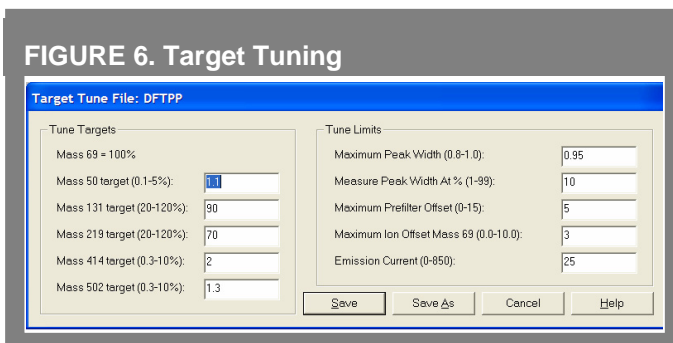 FIGURE 6. Target Tuning
Target Tune File: DFTPP
Tune Targets
Mass 69 = 100%
Mass 50 target (0.1-5%): 1.1
Mass 131 target (20-120%): 90
Mass 219 target (20-120%): 70
Mass 414 target (0.3-10%): 2
Mass 502 target (0.3-10%): 1.3
Tune Limits
Maximum Peak Width (0.8-1.0): 0.95
Measure Peak Width At % (1-99): 10
Maximum Prefilter Offset (0-15): 5
Maximum Ion Offset Mass 69 (0.0-10.0): 3
Emission Current (0-850): 25
Save Save As Cancel Help